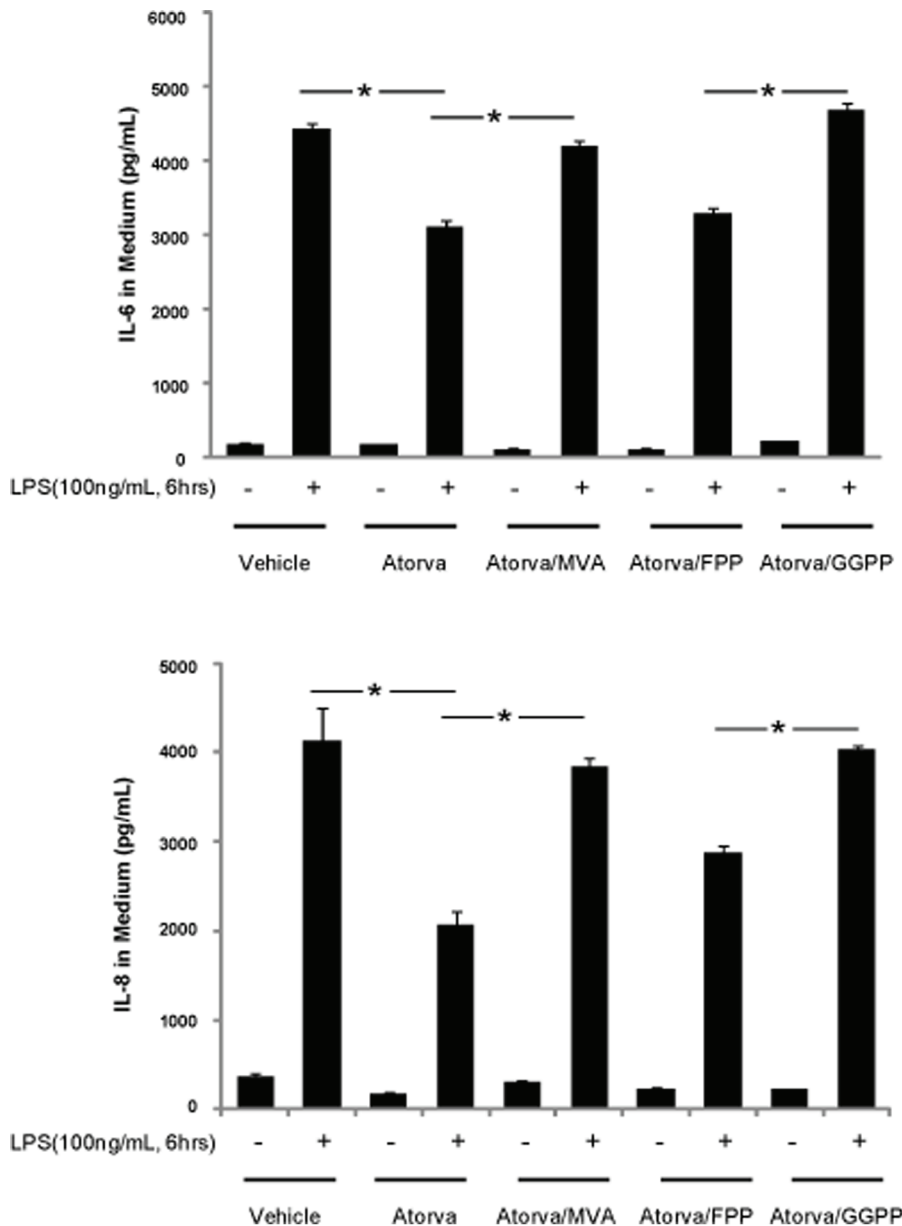 6000
5000
4000
3000
2000
1000
0
IL-6 in Medium (pg/mL)
* * *
LPS(100ng/mL, 6hrs) - + - + - + - + - +
Vehicle Atorva Atorva/MVA Atorva/FPP Atorva/GGPP
5000
4000
3000
2000
1000
0
IL-8 in Medium (pg/mL)
* * *
LPS(100ng/mL, 6hrs) - + - + - + - + - +
Vehicle Atorva Atorva/MVA Atorva/FPP Atorva/GGPP